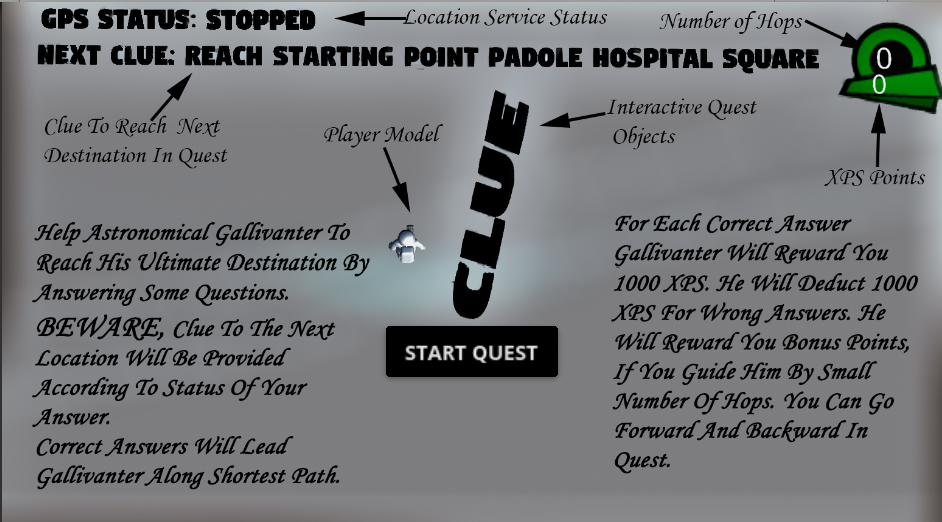 GPS STATUS: STOPPED
Location Service Status
Number of Hops
NEXT CLUE: REACH STARTING POINT PADOLE HOSPITAL SQUARE
0
0
Clue To Reach Next
Destination In Quest
Player Model
CLUE
Interactive Quest
Objects
XPS Points
Help Astronomical Gallivanter To
Reach His Ultimate Destination By
Answering Some Questions.
BEWARE, Clue To The Next
Location Will Be Provided
According To Status Of Your
Answer.
Correct Answers Will Lead
Gallivanter Along Shortest Path.
START QUEST
For Each Correct Answer
Gallivanter Will Reward You
1000 XPS. He Will Deduct 1000
XPS For Wrong Answers. He
Will Reward You Bonus Points,
If You Guide Him By Small
Number Of Hops. You Can Go
Forward And Backward In
Quest.